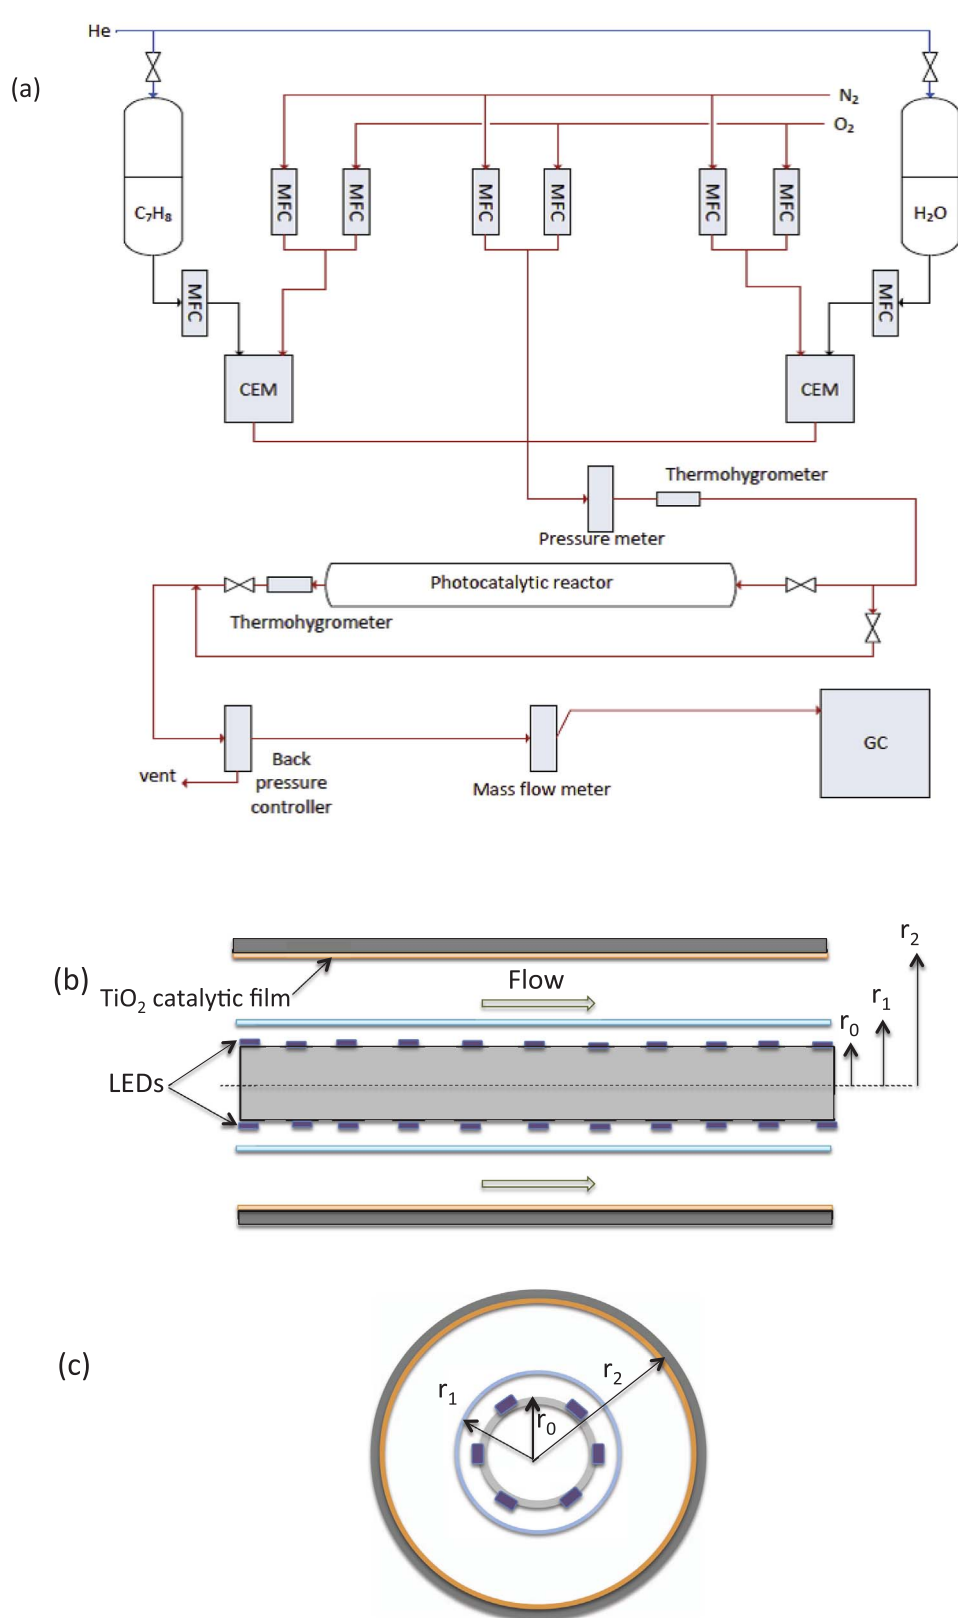 He
(a)
N₂
O₂
MFC
MFC
MFC
MFC
MFC
MFC
C₇H₈
H₂O
MFC
MFC
CEM
CEM
Thermohygrometer
Pressure meter
Photocatalytic reactor
Thermohygrometer
GC
vent
Back
pressure
controller
Mass flow meter
(b)
TiO₂ catalytic film
Flow
r₂
r₁
r₀
LEDs
(c)
r₁
r₀
r₂